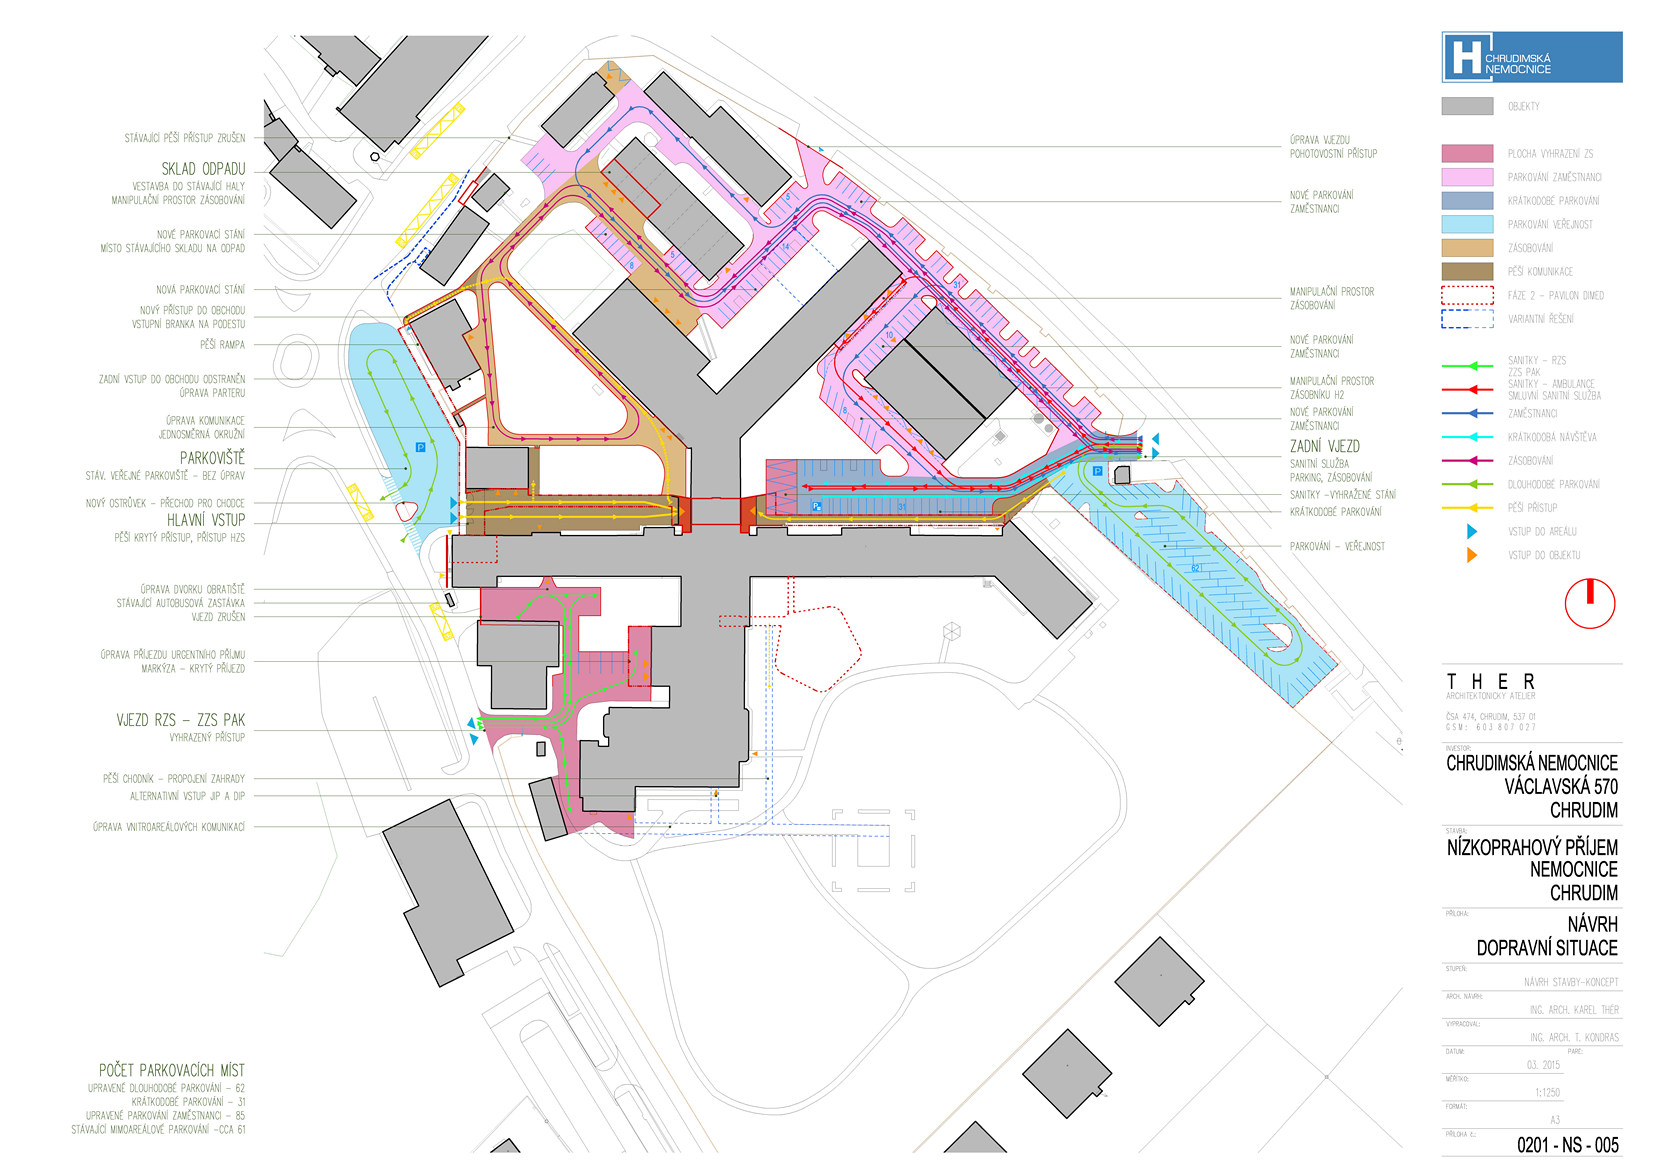 STÁVAJÍCÍ PĚŠÍ PŘÍSTUP ZRUŠEN
SKLAD ODPADU
VESTAVBA DO STÁVAJÍCÍ HALY
MANIPULAČNÍ PROSTOR ZÁSOBOVÁNÍ
NOVÉ PARKOVACÍ STÁNÍ
MÍSTO STÁVAJÍCÍHO SKLADU NA ODPAD
NOVÁ PARKOVACÍ STÁNÍ
NOVÝ PŘÍSTUP DO OBCHODU
VSTUPNÍ BRANKA NA PODESTU
PĚŠÍ RAMPA
ZADNÍ VSTUP DO OBCHODU ODSTRANĚN
ÚPRAVA PARTERU
ÚPRAVA KOMUNIKACE
JEDNOSMĚRNÁ OKRUŽNÍ
PARKOVIŠTĚ
STÁV. VEŘEJNÉ PARKOVIŠTĚ - BEZ ÚPRAV
NOVÝ OSTRŮVEK - PŘECHOD PRO CHODCE
HLAVNÍ VSTUP
PĚŠÍ KRYTÝ PŘÍSTUP, PŘÍSTUP HZS
ÚPRAVA DVORKU OBRATIŠTĚ
STÁVAJÍCÍ AUTOBUSOVÁ ZASTÁVKA
VJEZD ZRUŠEN
ÚPRAVA PŘÍJEZDU URGENTNÍHO PŘÍJMU
MARKÝZA - KRYTÝ PŘÍJEZD
VJEZD RZS - ZZS PAK
VYHRAZENÝ PŘÍSTUP
PĚŠÍ CHODNÍK - PROPOJENÍ ZAHRADY
ALTERNATIVNÍ VSTUP JIP A DIP
ÚPRAVA VNITROAREÁLOVÝCH KOMUNIKACÍ
POČET PARKOVACÍCH MÍST
UPRAVENÉ DLOUHODOBÉ PARKOVÁNÍ - 62
KRÁTKODOBÉ PARKOVÁNÍ - 31
UPRAVENÉ PARKOVÁNÍ ZAMĚSTNANCI - 85
STÁVAJÍCÍ MIMOAREÁLOVÉ PARKOVÁNÍ -CCA 61
5
14
8
5
31
10
8
P
P
P
31
62
ÚPRAVA VJEZDU
POHOTOVOSTNÍ PŘÍSTUP
NOVÉ PARKOVÁNÍ
ZAMĚSTNANCI
MANIPULAČNÍ PROSTOR
ZÁSOBOVÁNÍ
NOVÉ PARKOVÁNÍ
ZAMĚSTNANCI
MANIPULAČNÍ PROSTOR
ZÁSOBNÍKU H2
NOVÉ PARKOVÁNÍ
ZAMĚSTNANCI
ZADNÍ VJEZD
SANITNÍ SLUŽBA
PARKING, ZÁSOBOVÁNÍ
SANITKY -VYHRAŽENÉ STÁNÍ
KRÁTKODOBÉ PARKOVÁNÍ
PARKOVÁNÍ - VEŘEJNOST
H CHRUDIMSKÁ
NEMOCNICE
OBJEKTY
PLOCHA VYHRAZENÍ ZS
PARKOVÁNÍ ZAMĚSTNANCI
KRÁTKODOBÉ PARKOVÁNÍ
PARKOVÁNÍ VEŘEJNOST
ZÁSOBOVÁNÍ
PĚŠÍ KOMUNIKACE
FÁZE 2 - PAVILON DIMED
VARIANTNÍ ŘEŠENÍ
SANITKY - RZS
ZZS PAK
SANITKY - AMBULANCE
SMLUVNÍ SANITNÍ SLUŽBA
ZAMĚSTNANCI
KRÁTKODOBÁ NÁVŠTĚVA
ZÁSOBOVÁNÍ
DLOUHODOBÉ PARKOVÁNÍ
PĚŠÍ PŘÍSTUP
VSTUP DO AREÁLU
VSTUP DO OBJEKTU
THER
ARCHITEKTONICKÝ ATELIER
ČSA 474, CHRUDIM, 537 01
GSM: 603 807 027
INVESTOR:
CHRUDIMSKÁ NEMOCNICE
VÁCLAVSKÁ 570
CHRUDIM
STAVBA:
NÍZKOPRAHOVÝ PŘÍJEM
NEMOCNICE
CHRUDIM
PŘÍLOHA:
NÁVRH
DOPRAVNÍ SITUACE
STUPEŇ:
NÁVRH STAVBY-KONCEPT
ARCH. NÁVRH:
ING. ARCH. KAREL THÉR
VYPRACOVAL:
ING. ARCH. T. KONDRAS
DATUM:
PARÉ:
03. 2015
MĚŘÍTKO:
1:1250
FORMÁT:
A3
PŘÍLOHA Č.:
0201 - NS - 005